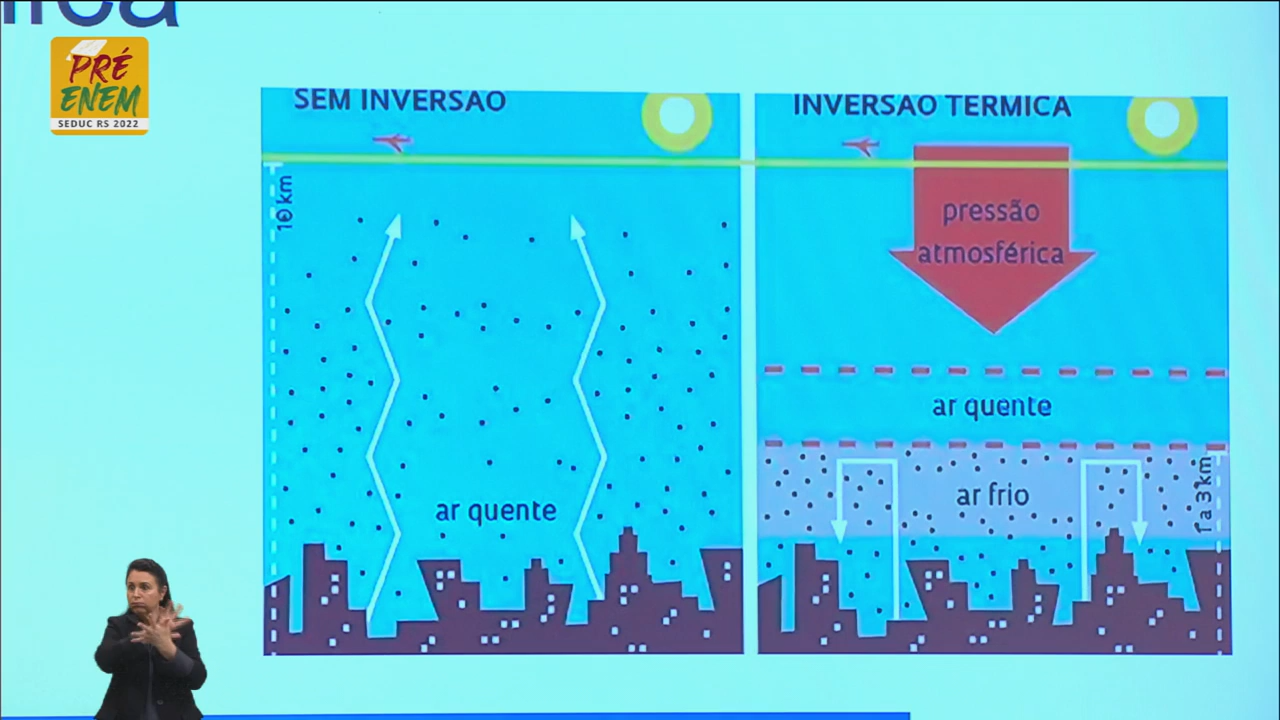 PRÉ
ENEM
SEDUC RS 2022
SEM INVERSÃO
10 km
ar quente
INVERSÃO TÉRMICA
pressão
atmosférica
ar quente
ar frio
1 a 3 km